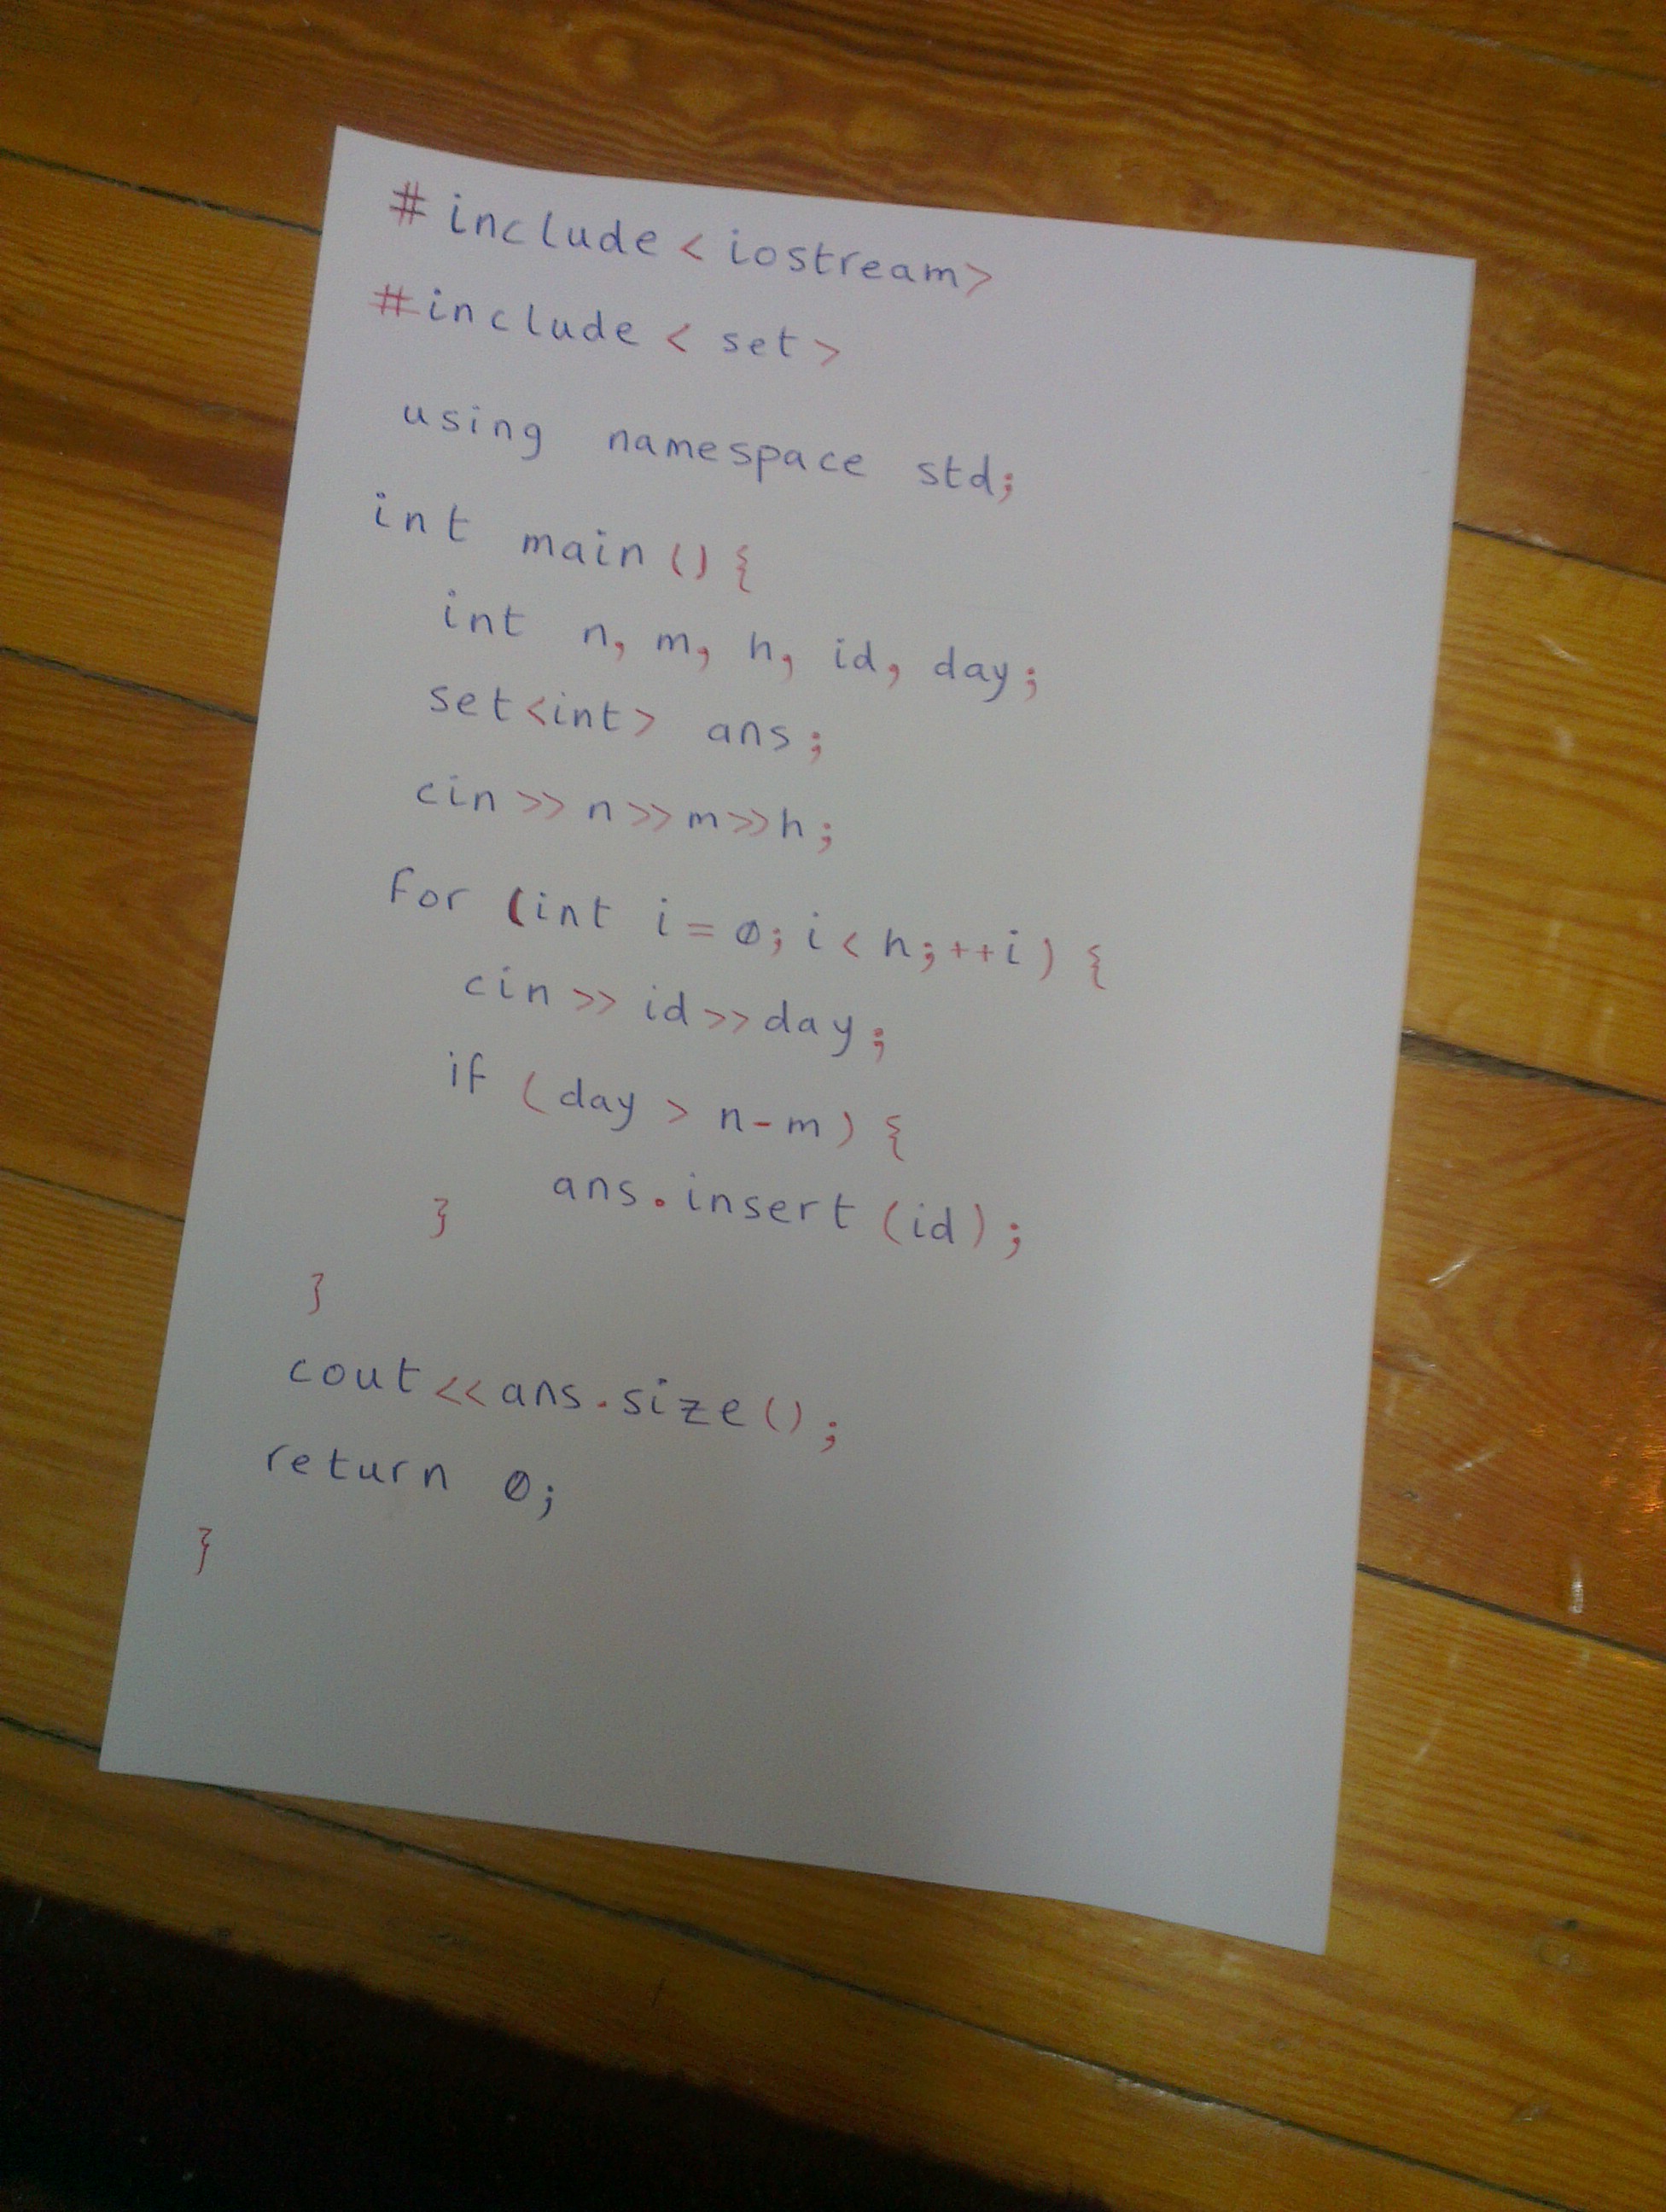 #include <iostream>
#include < set >
using namespace std;
int main () {
int n, m, h, id, day;
set<int> ans;
cin >> n >> m >> h;
for (int i = 0; i < h; ++i) {
cin >> id >> day;
if (day > n-m) {
ans.insert (id);
}
}
cout << ans.size();
return 0;
}